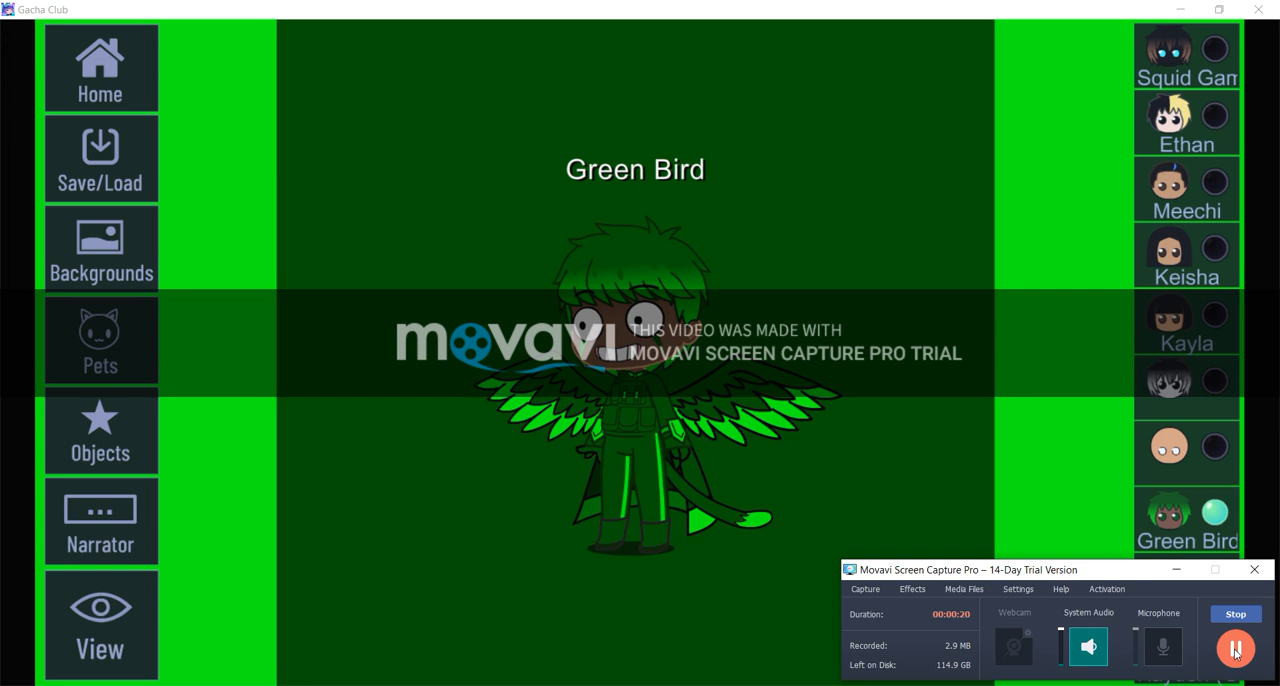 Gacha Club
Home
Save/Load
Backgrounds
Pets
Objects
Narrator
View
Green Bird
movavi
THIS VIDEO WAS MADE WITH
MOVAVI SCREEN CAPTURE PRO TRIAL
Squid Gam
Ethan
Meechi
Keisha
Kayla
Green Bird
Movavi Screen Capture Pro – 14-Day Trial Version
Capture Effects Media Files Settings Help Activation
Duration: 00:00:20
Recorded: 2.9 MB
Left on Disk: 114.9 GB
Webcam System Audio Microphone
Stop